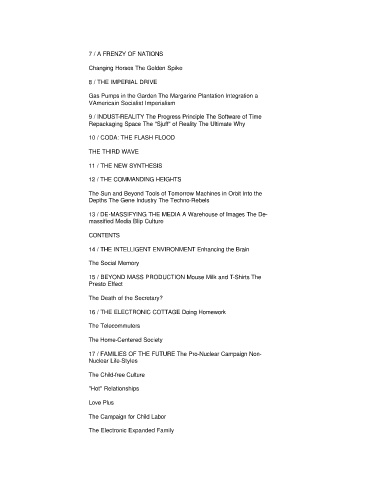 7 / A FRENZY OF NATIONS
Changing Horses The Golden Spike
8 / THE IMPERIAL DRIVE
Gas Pumps in the Garden The Margarine Plantation Integration a
VAmericain Socialist Imperialism
9 / INDUST-REALITY The Progress Principle The Software of Time
Repackaging Space The "Sjuff" of Reality The Ultimate Why
10 / CODA: THE FLASH FLOOD
THE THIRD WAVE
11 / THE NEW SYNTHESIS
12 / THE COMMANDING HEIGHTS
The Sun and Beyond Tools of Tomorrow Machines in Orbit Into the
Depths The Gene Industry The Techno-Rebels
13 / DE-MASSIFYING THE MEDIA A Warehouse of Images The De-
massified Media Blip Culture
CONTENTS
14 / THE INTELLIGENT ENVIRONMENT Enhancing the Brain
The Social Memory
15 / BEYOND MASS PRODUCTION Mouse Milk and T-Shirts The
Presto Effect
The Death of the Secretary?
16 / THE ELECTRONIC COTTAGE Doing Homework
The Telecommuters
The Home-Centered Society
17 / FAMILIES OF THE FUTURE The Pro-Nuclear Campaign Non-
Nuclear Life-Styles
The Child-free Culture
"Hot" Relationships
Love Plus
The Campaign for Child Labor
The Electronic Expanded Family